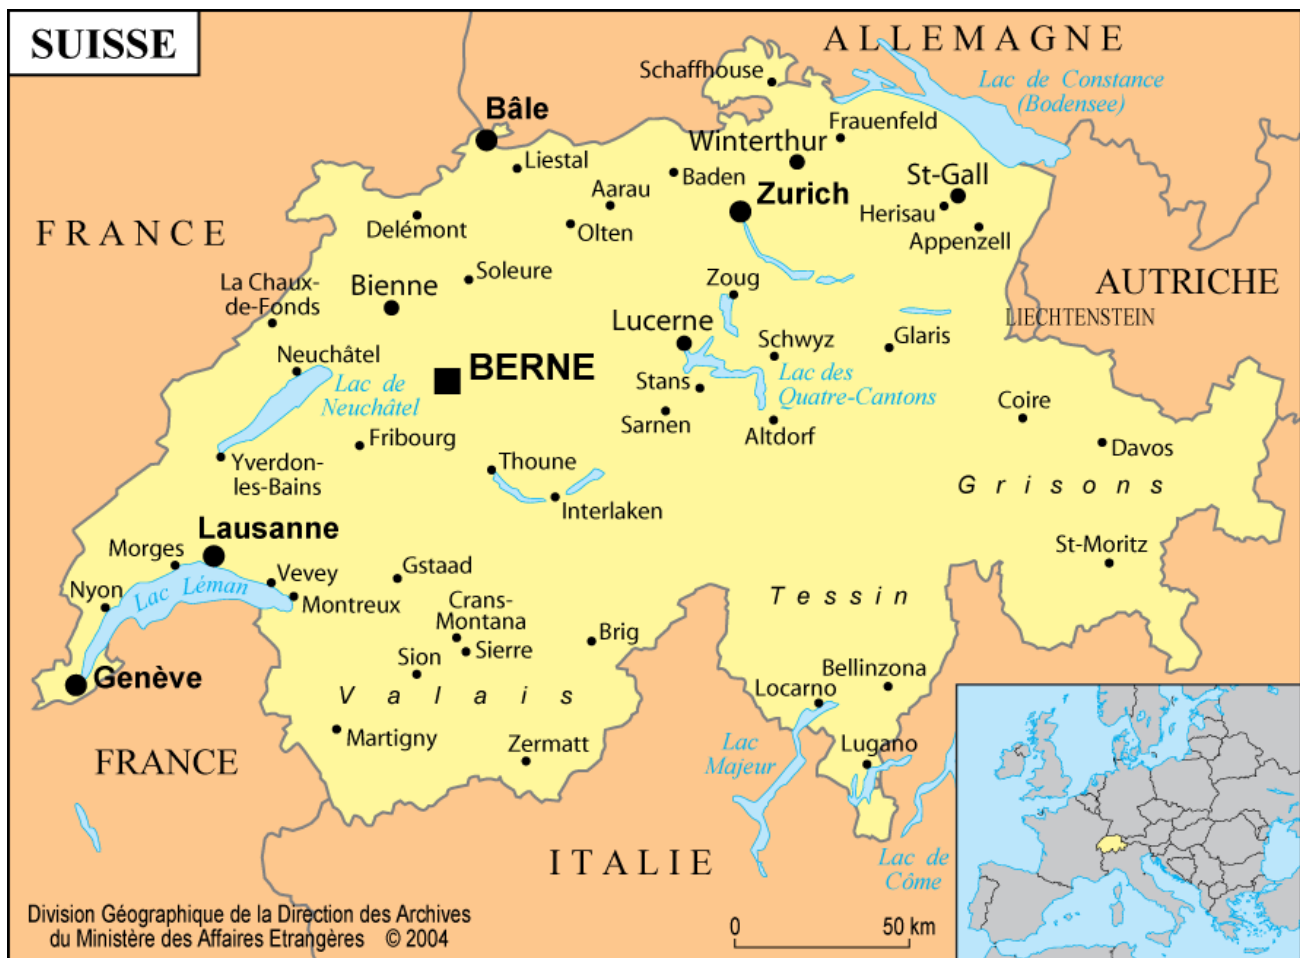 SUISSE
ALLEMAGNE
Schaffhouse
Lac de Constance
(Bodensee)
Bâle
Frauenfeld
Winterthur
Liestal
Baden
St-Gall
Aarau
Zurich
Herisau
Delémont
Olten
Appenzell
FRANCE
La Chaux-
de-Fonds
Bienne
Soleure
Zoug
AUTRICHE
LIECHTENSTEIN
Lucerne
Schwyz
Glaris
Neuchâtel
BERNE
Lac de
Neuchâtel
Stans
Lac des
Quatre-Cantons
Sarnen
Altdorf
Coire
Davos
Fribourg
Yverdon-
les-Bains
Thoune
Interlaken
Grisons
Lausanne
Morges
St-Moritz
Nyon
Lac Léman
Vevey
Montreux
Gstaad
Crans-
Montana
Tessin
Sion
Sierre
Brig
Genève
Valais
Bellinzona
Locarno
Martigny
Zermatt
Lac
Majeur
Lugano
FRANCE
ITALIE
Lac de
Côme
Division Géographique de la Direction des Archives
du Ministère des Affaires Etrangères © 2004
0 50 km